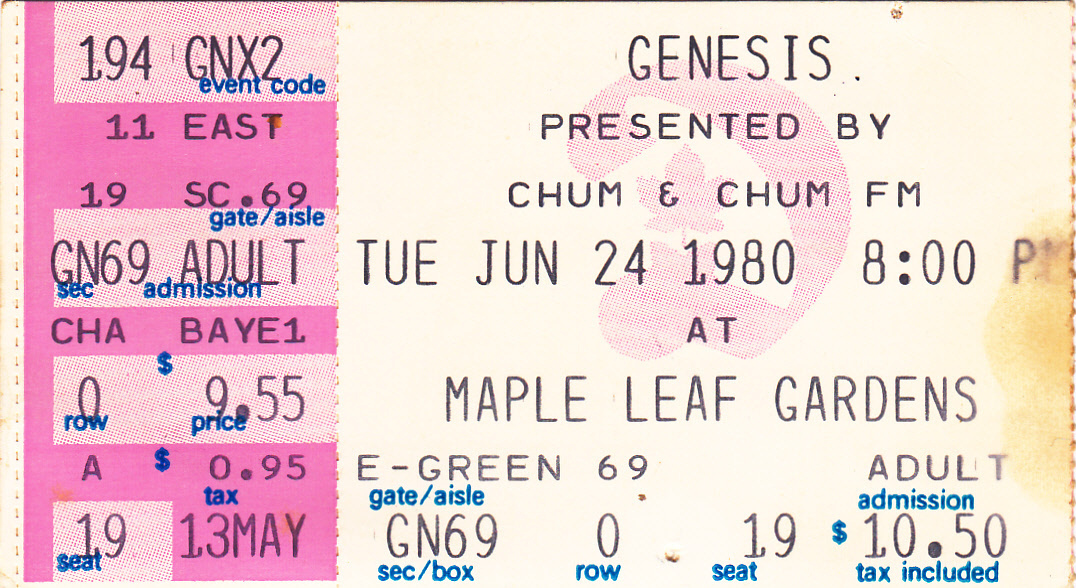 194 GNX2
event code
11 EAST
19 SC.69
gate/aisle
GN69 ADULT
sec admission
CHA BAYE1
$
0 9.55
row price
A $ 0.95
tax
19 13MAY
seat
GENESIS.
PRESENTED BY
CHUM & CHUM FM
TUE JUN 24 1980 8:00 PM
AT
MAPLE LEAF GARDENS
E-GREEN 69 ADULT
gate/aisle admission
GN69 0 19 $10.50
sec/box row seat tax included